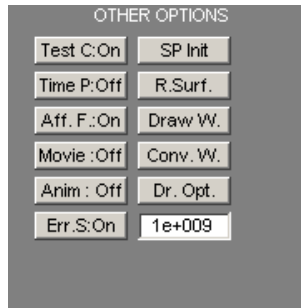 OTHER OPTIONS
Test C:On SP Init
Time P:Off R.Surf.
Aff. F.:On Draw W.
Movie :Off Conv. W.
Anim : Off Dr. Opt.
Err.S:On 1e+009